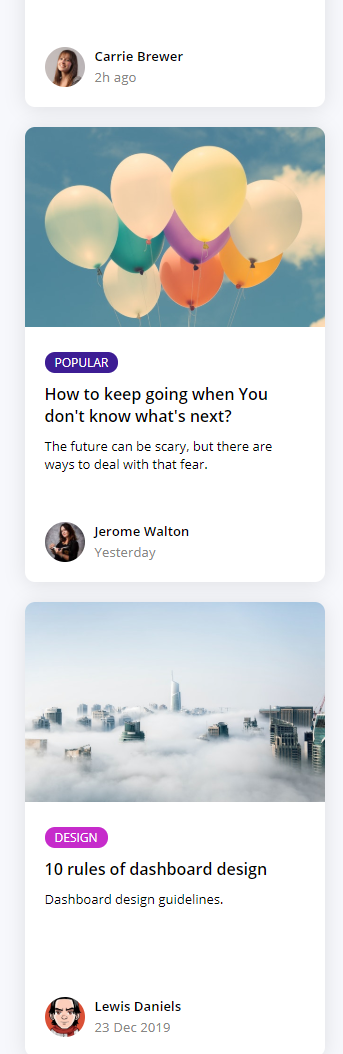 Carrie Brewer
2h ago
POPULAR
How to keep going when You
don't know what's next?
The future can be scary, but there are
ways to deal with that fear.
Jerome Walton
Yesterday
DESIGN
10 rules of dashboard design
Dashboard design guidelines.
Lewis Daniels
23 Dec 2019